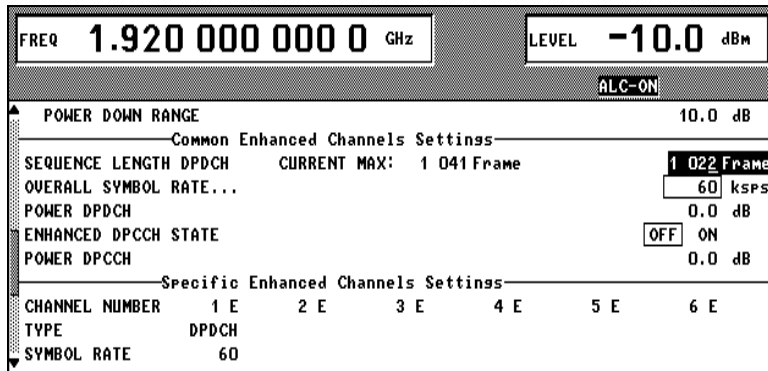 FREQ 1.920 000 000 0 GHz LEVEL -10.0 dBm
ALC-ON
POWER DOWN RANGE 10.0 dB
Common Enhanced Channels Settings
SEQUENCE LENGTH DPDCH CURRENT MAX: 1 041 Frame 1 022 Frame
OVERALL SYMBOL RATE... 60 ksps
POWER DPDCH 0.0 dB
ENHANCED DPCCH STATE OFF ON
POWER DPCCH 0.0 dB
Specific Enhanced Channels Settings
CHANNEL NUMBER 1 E 2 E 3 E 4 E 5 E 6 E
TYPE DPDCH
SYMBOL RATE 60